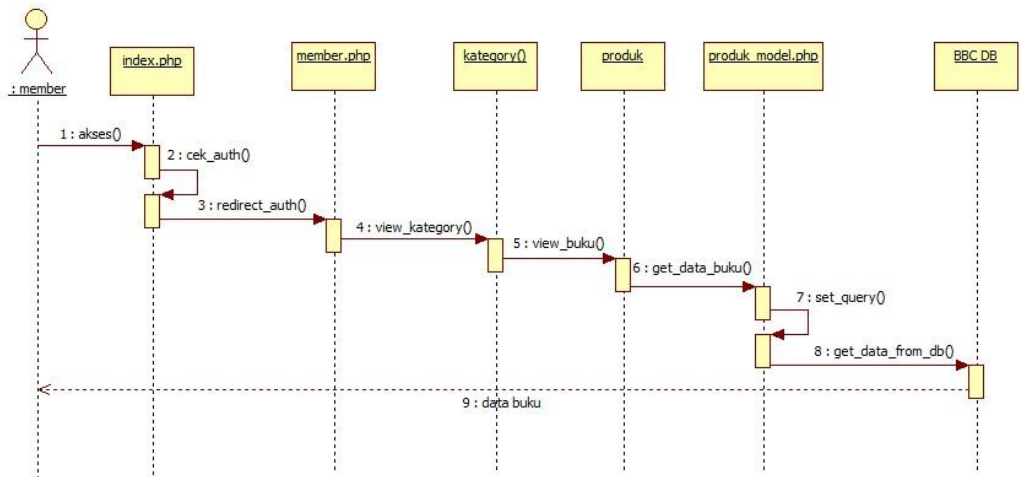 : member
index.php
member.php
kategory()
produk
produk_model.php
BBC DB
1 : akses()
2 : cek_auth()
3 : redirect_auth()
4 : view_kategory()
5 : view_buku()
6 : get_data_buku()
7 : set_query()
8 : get_data_from_db()
9 : data buku